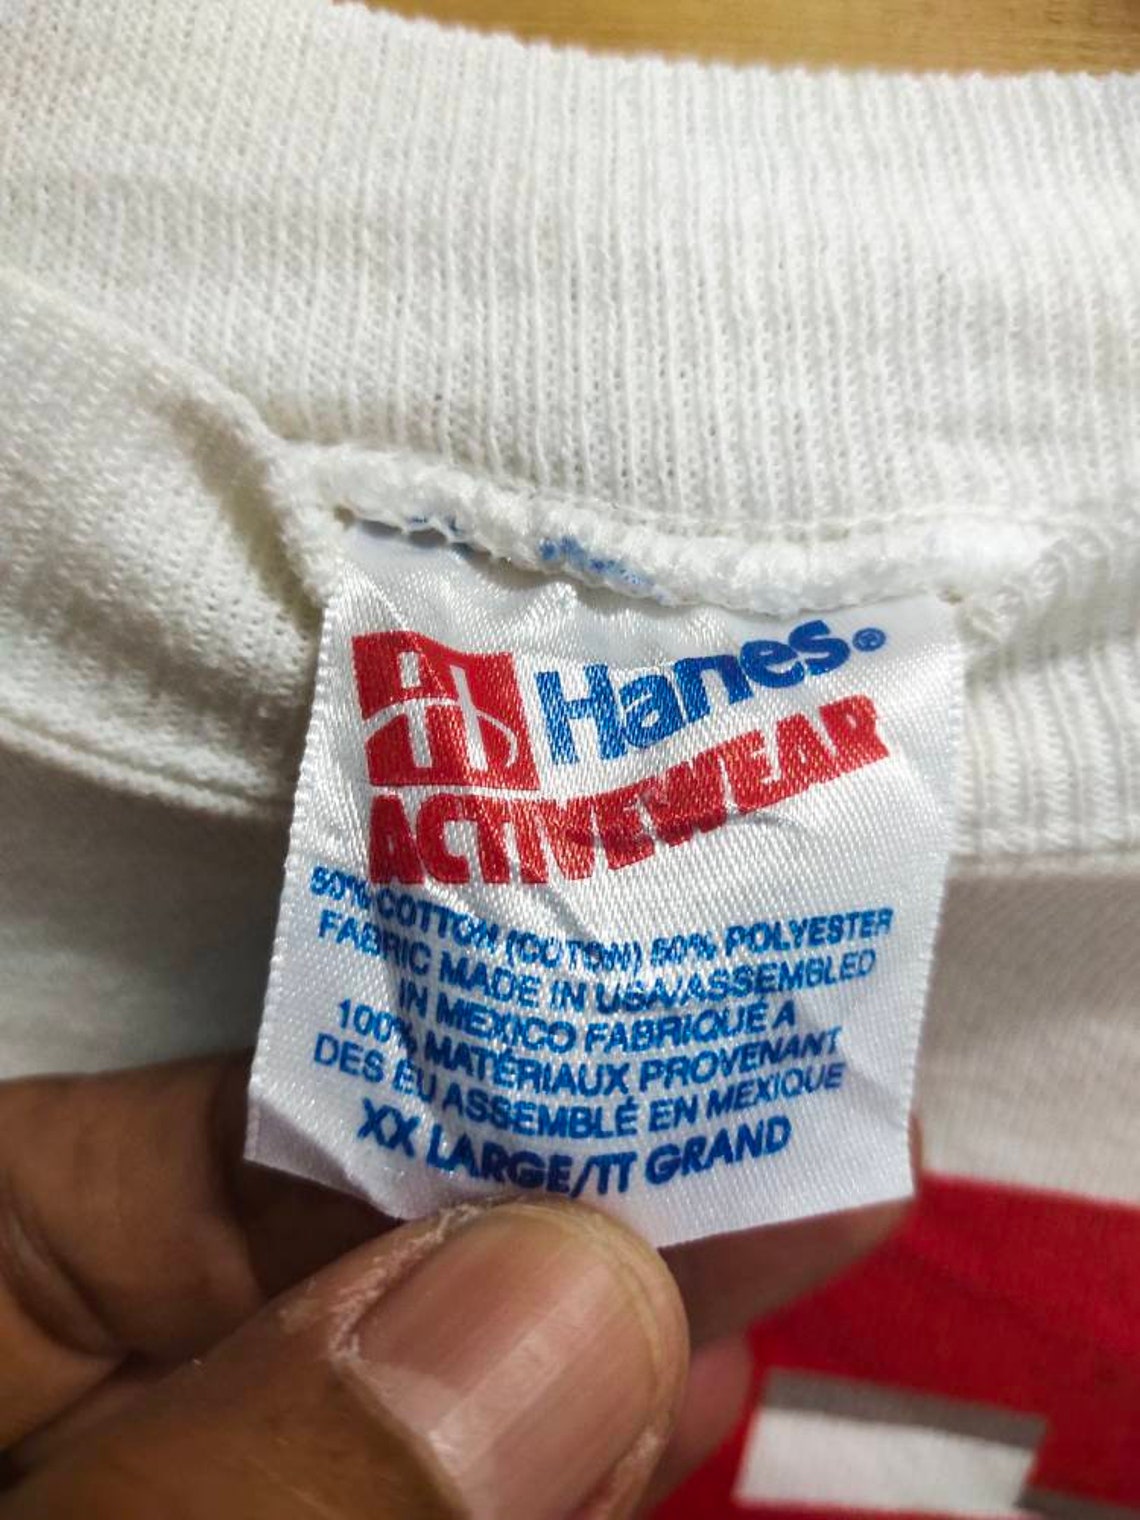 Hanes®
ACTIVEWEAR
50% COTTON (COTON) 50% POLYESTER
FABRIC MADE IN USA/ASSEMBLED
IN MEXICO FABRIQUÉ A
100% MATÉRIAUX PROVENANT
DES EU ASSEMBLÉ EN MEXIQUE
XX LARGE/TT GRAND